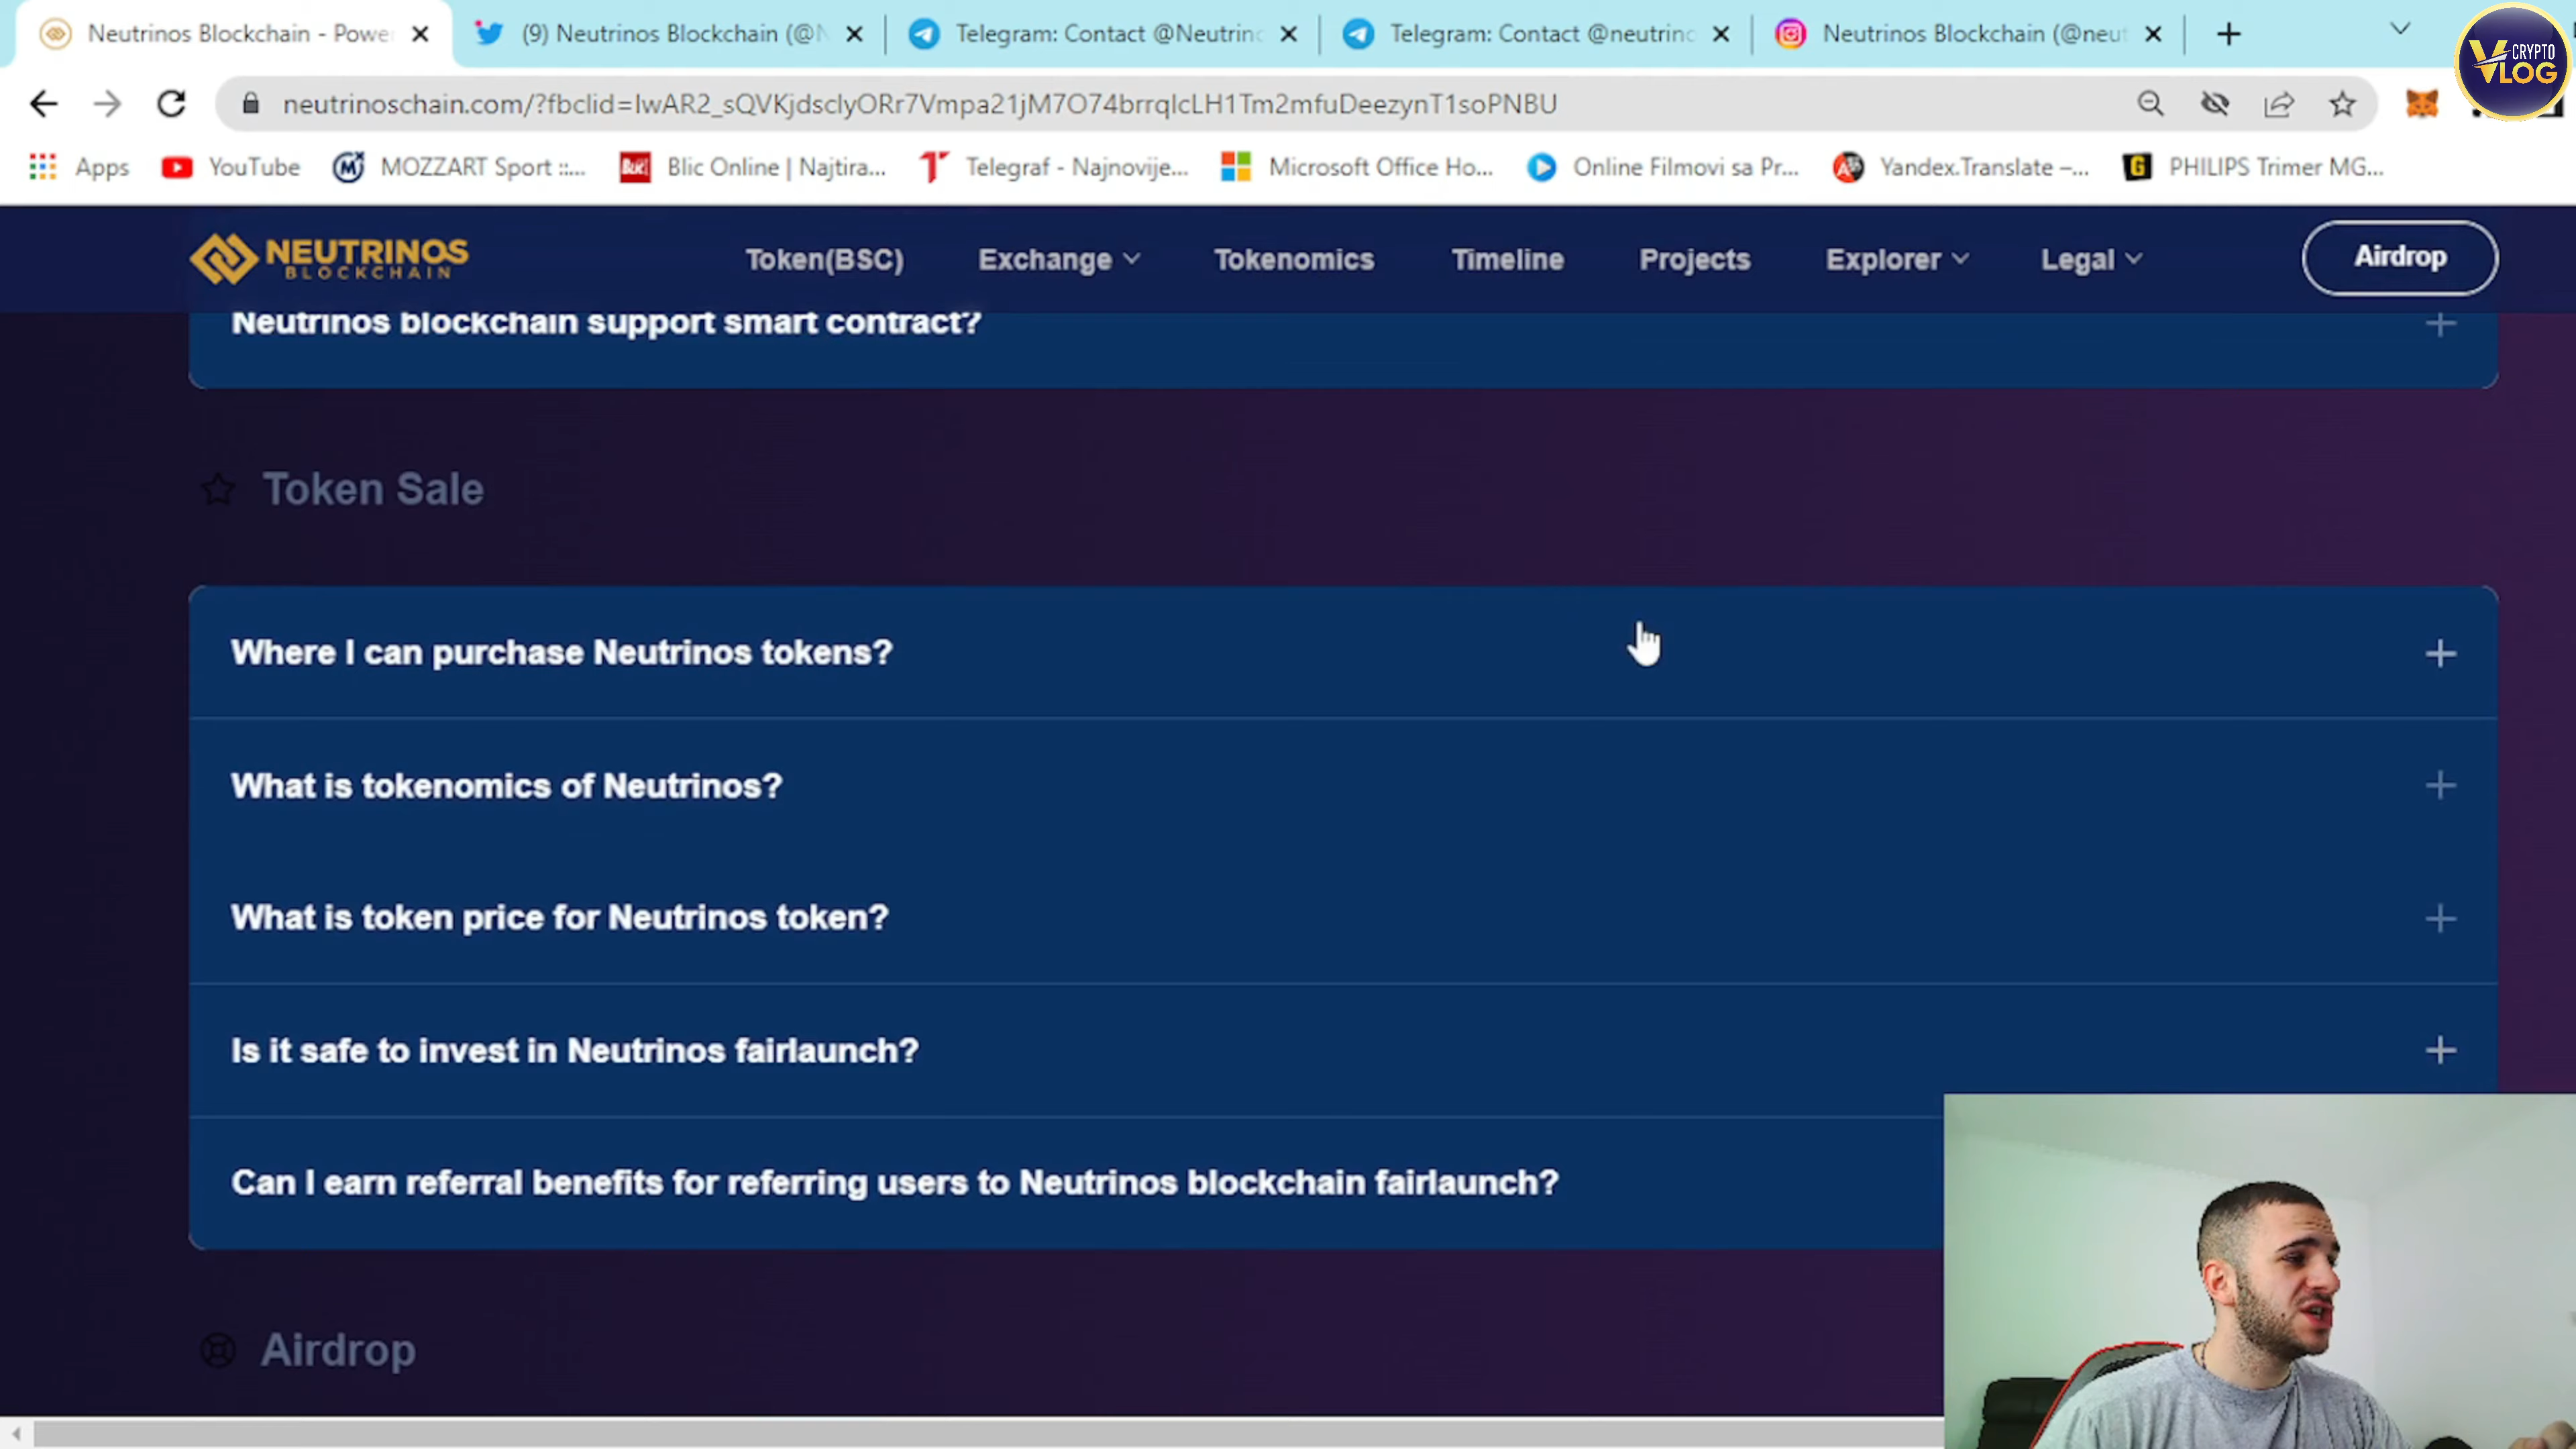 Neutrinos Blockchain - Powe
(9) Neutrinos Blockchain (@N
Telegram: Contact @Neutrino
Telegram: Contact @neutrino
Neutrinos Blockchain (@neut
CRYPTO
VLOG
neutrinoschain.com/?fbclid=IwAR2_sQVKjdsclyORr7Vmpa21jM7O74brrqlcLH1Tm2mfuDeezynT1soPNBU
Apps
YouTube
MOZZART Sport ::...
Blic Online | Najtira...
Telegraf - Najnovije...
Microsoft Office Ho...
Online Filmovi sa Pr...
Yandex.Translate –...
PHILIPS Trimer MG...
NEUTRINOS
BLOCKCHAIN
Token(BSC)
Exchange
Tokenomics
Timeline
Projects
Explorer
Legal
Airdrop
Neutrinos blockchain support smart contract?
Token Sale
Where I can purchase Neutrinos tokens?
What is tokenomics of Neutrinos?
What is token price for Neutrinos token?
Is it safe to invest in Neutrinos fairlaunch?
Can I earn referral benefits for referring users to Neutrinos blockchain fairlaunch?
Airdrop